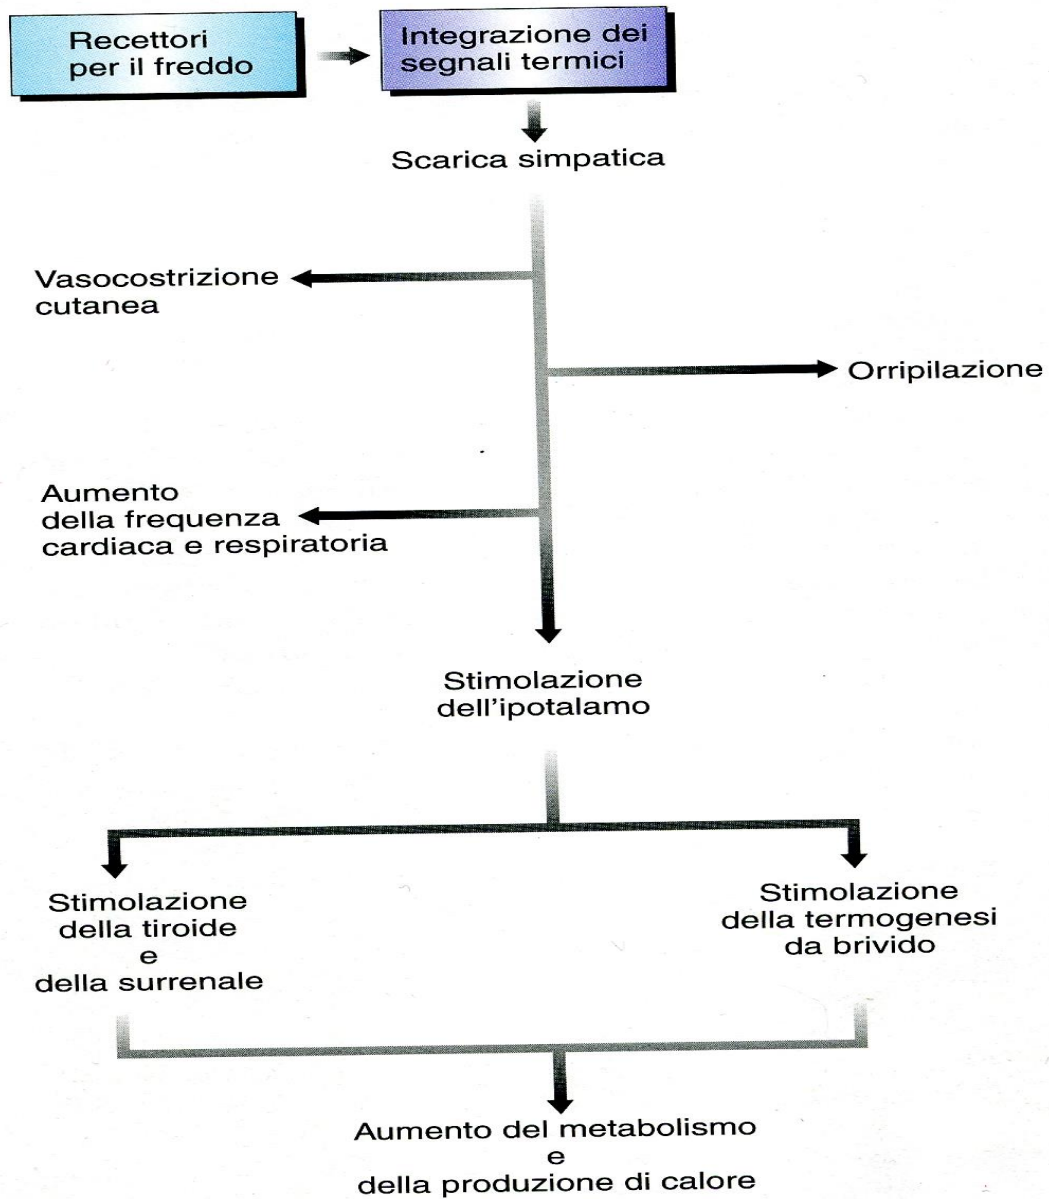 Recettori
per il freddo
Integrazione dei
segnali termici
Scarica simpatica
Vasocostrizione
cutanea
Orripilazione
Aumento
della frequenza
cardiaca e respiratoria
Stimolazione
dell'ipotalamo
Stimolazione
della tiroide
e
della surrenale
Stimolazione
della termogenesi
da brivido
Aumento del metabolismo
e
della produzione di calore